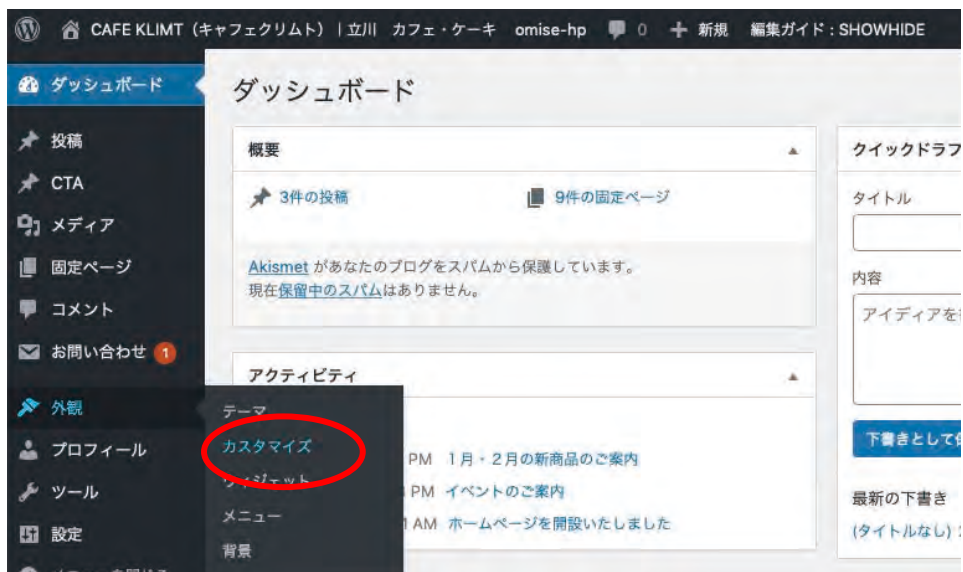 CAFE KLIMT（キャフェクリムト）｜立川 カフェ・ケーキ omise-hp 0 新規 編集ガイド : SHOWHIDE
ダッシュボード
投稿
CTA
メディア
固定ページ
コメント
お問い合わせ 1
外観
プロフィール
ツール
設定
テーマ
カスタマイズ
ウィジェット
メニュー
背景
ダッシュボード
概要
3件の投稿 9件の固定ページ
Akismet があなたのブログをスパムから保護しています。
現在保留中のスパムはありません。
アクティビティ
PM 1月・2月の新商品のご案内
PM イベントのご案内
AM ホームページを開設いたしました
クイックドラフ
タイトル
内容
アイディアを
下書きとして
最新の下書き
(タイトルなし)